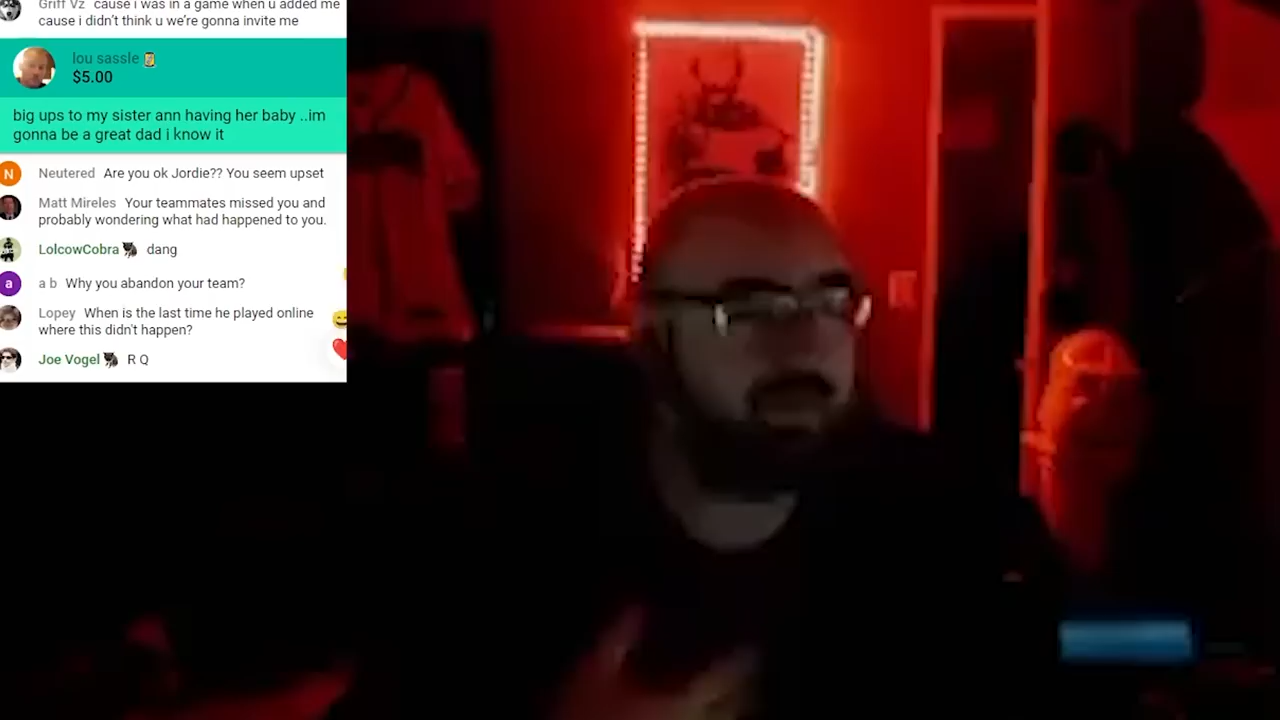 Griff Vz cause i was in a game when u added me
cause i didn't think u we're gonna invite me
lou sassle
$5.00
big ups to my sister ann having her baby ..im
gonna be a great dad i know it
N Neutered Are you ok Jordie?? You seem upset
Matt Mireles Your teammates missed you and
probably wondering what had happened to you.
LolcowCobra dang
a a b Why you abandon your team?
Lopey When is the last time he played online
where this didn't happen?
Joe Vogel R Q